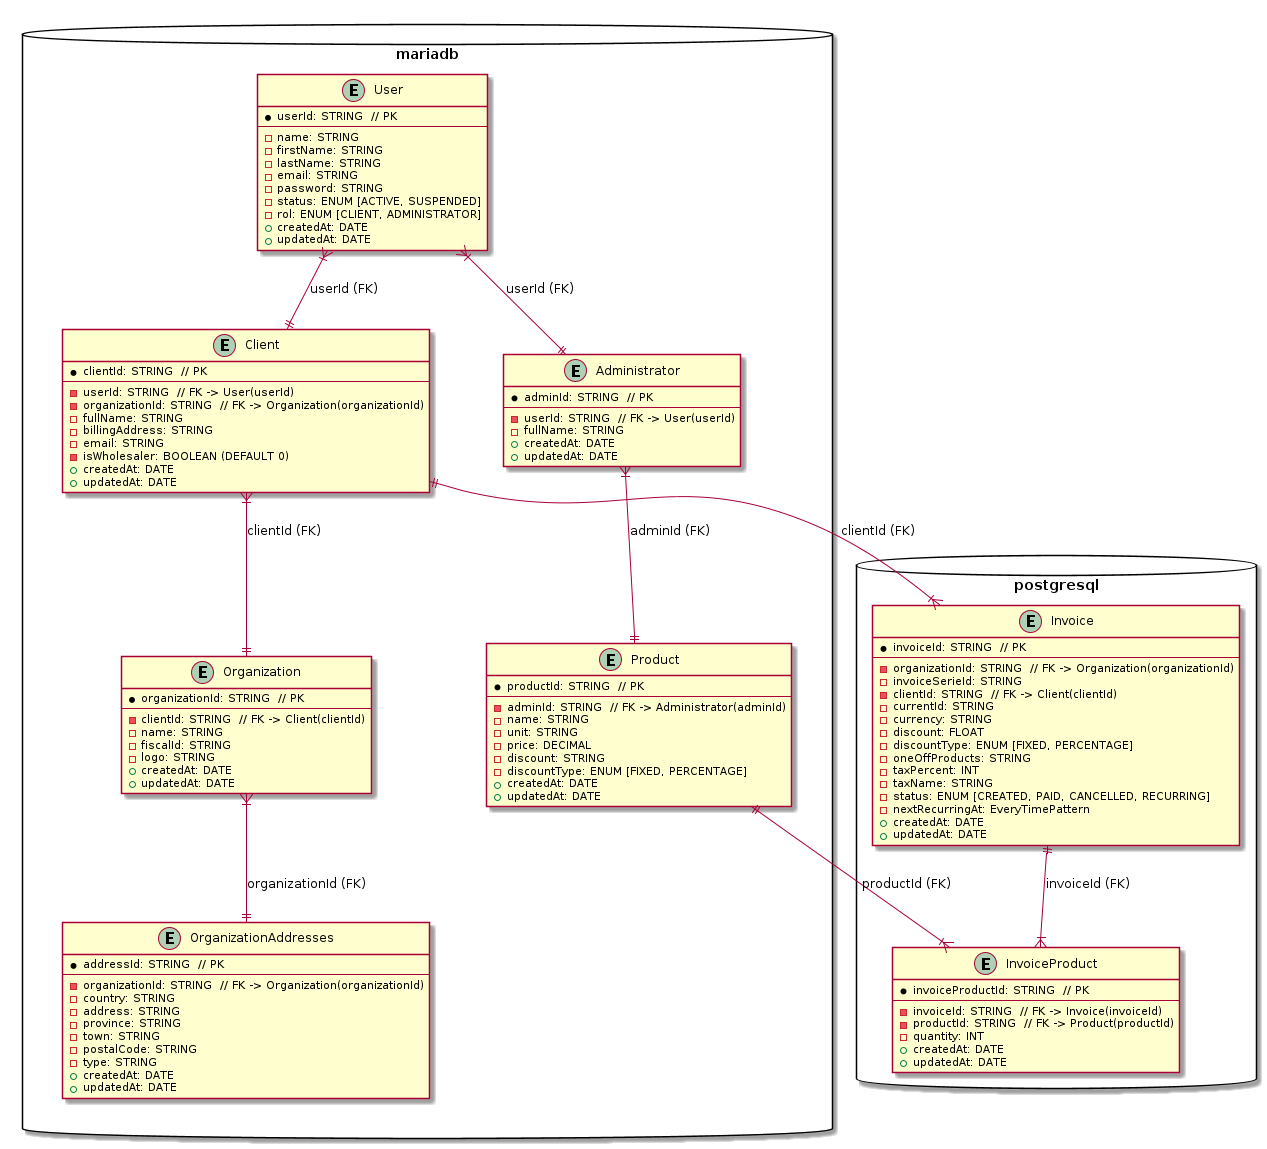 mariadb
E User
userId: STRING // PK
name: STRING
firstName: STRING
lastName: STRING
email: STRING
password: STRING
status: ENUM [ACTIVE, SUSPENDED]
rol: ENUM [CLIENT, ADMINISTRATOR]
createdAt: DATE
updatedAt: DATE
userId (FK)
userId (FK)
E Client
clientId: STRING // PK
userId: STRING // FK -> User(userId)
organizationId: STRING // FK -> Organization(organizationId)
fullName: STRING
billingAddress: STRING
email: STRING
isWholesaler: BOOLEAN (DEFAULT 0)
createdAt: DATE
updatedAt: DATE
E Administrator
adminId: STRING // PK
userId: STRING // FK -> User(userId)
fullName: STRING
createdAt: DATE
updatedAt: DATE
clientId (FK)
adminId (FK)
clientId (FK)
E Organization
organizationId: STRING // PK
clientId: STRING // FK -> Client(clientId)
name: STRING
fiscalId: STRING
logo: STRING
createdAt: DATE
updatedAt: DATE
E Product
productId: STRING // PK
adminId: STRING // FK -> Administrator(adminId)
name: STRING
unit: STRING
price: DECIMAL
discount: STRING
discountType: ENUM [FIXED, PERCENTAGE]
createdAt: DATE
updatedAt: DATE
postgresql
E Invoice
invoiceId: STRING // PK
organizationId: STRING // FK -> Organization(organizationId)
invoiceSerieId: STRING
clientId: STRING // FK -> Client(clientId)
currentId: STRING
currency: STRING
discount: FLOAT
discountType: ENUM [FIXED, PERCENTAGE]
oneOffProducts: STRING
taxPercent: INT
taxName: STRING
status: ENUM [CREATED, PAID, CANCELLED, RECURRING]
nextRecurringAt: EveryTimePattern
createdAt: DATE
updatedAt: DATE
organizationId (FK)
productId (FK)
invoiceId (FK)
E OrganizationAddresses
addressId: STRING // PK
organizationId: STRING // FK -> Organization(organizationId)
country: STRING
address: STRING
province: STRING
town: STRING
postalCode: STRING
type: STRING
createdAt: DATE
updatedAt: DATE
E InvoiceProduct
invoiceProductId: STRING // PK
invoiceId: STRING // FK -> Invoice(invoiceId)
productId: STRING // FK -> Product(productId)
quantity: INT
createdAt: DATE
updatedAt: DATE